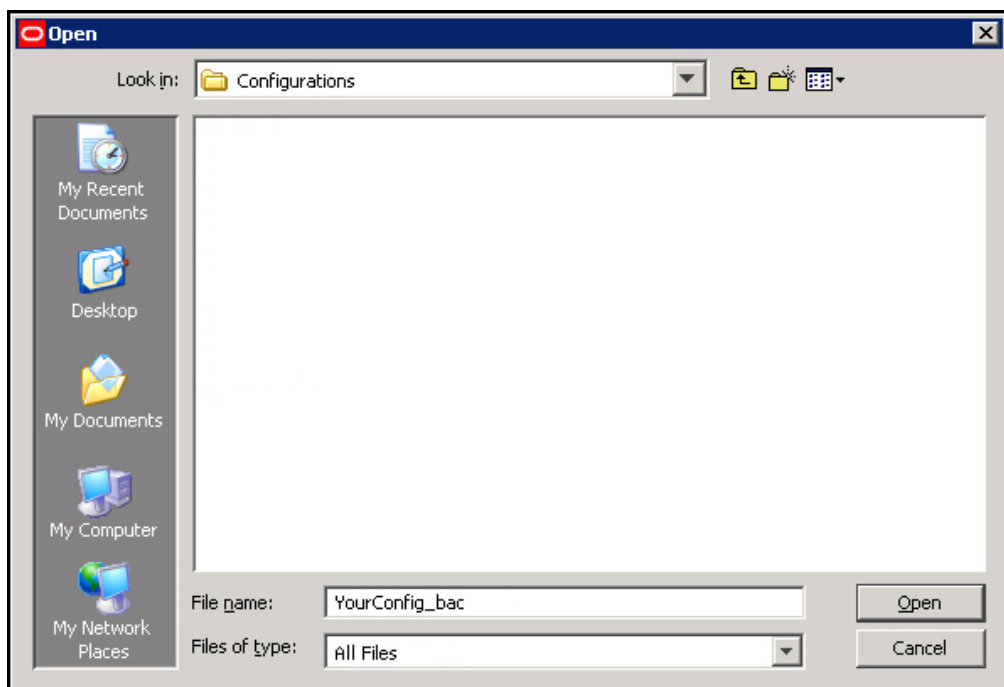 Open
Look in:
Configurations
My Recent
Documents
Desktop
My Documents
My Computer
My Network
Places
File name:
YourConfig_bac
Open
Files of type:
All Files
Cancel